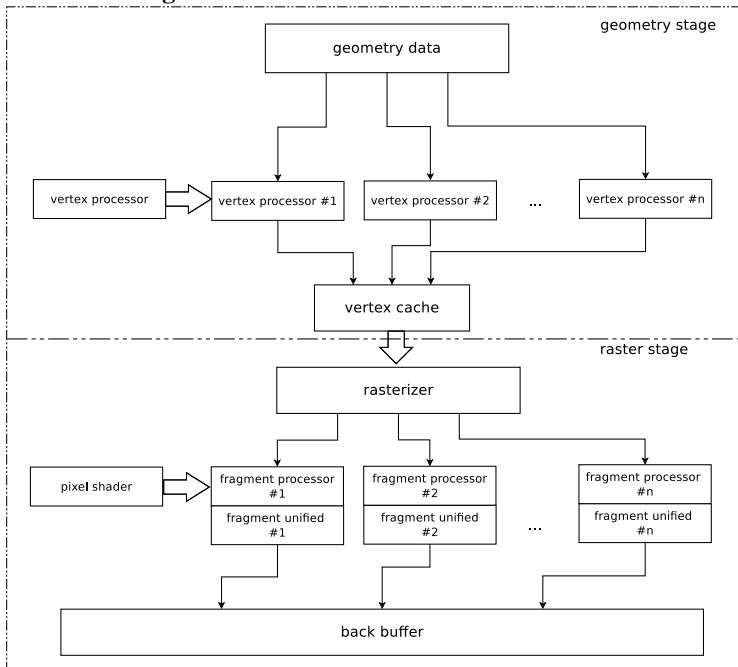 geometry stage
geometry data
vertex processor
vertex processor #1
vertex processor #2
...
vertex processor #n
vertex cache
raster stage
rasterizer
pixel shader
fragment processor
#1
fragment processor
#2
fragment processor
#n
fragment unified
#1
fragment unified
#2
...
fragment unified
#n
back buffer